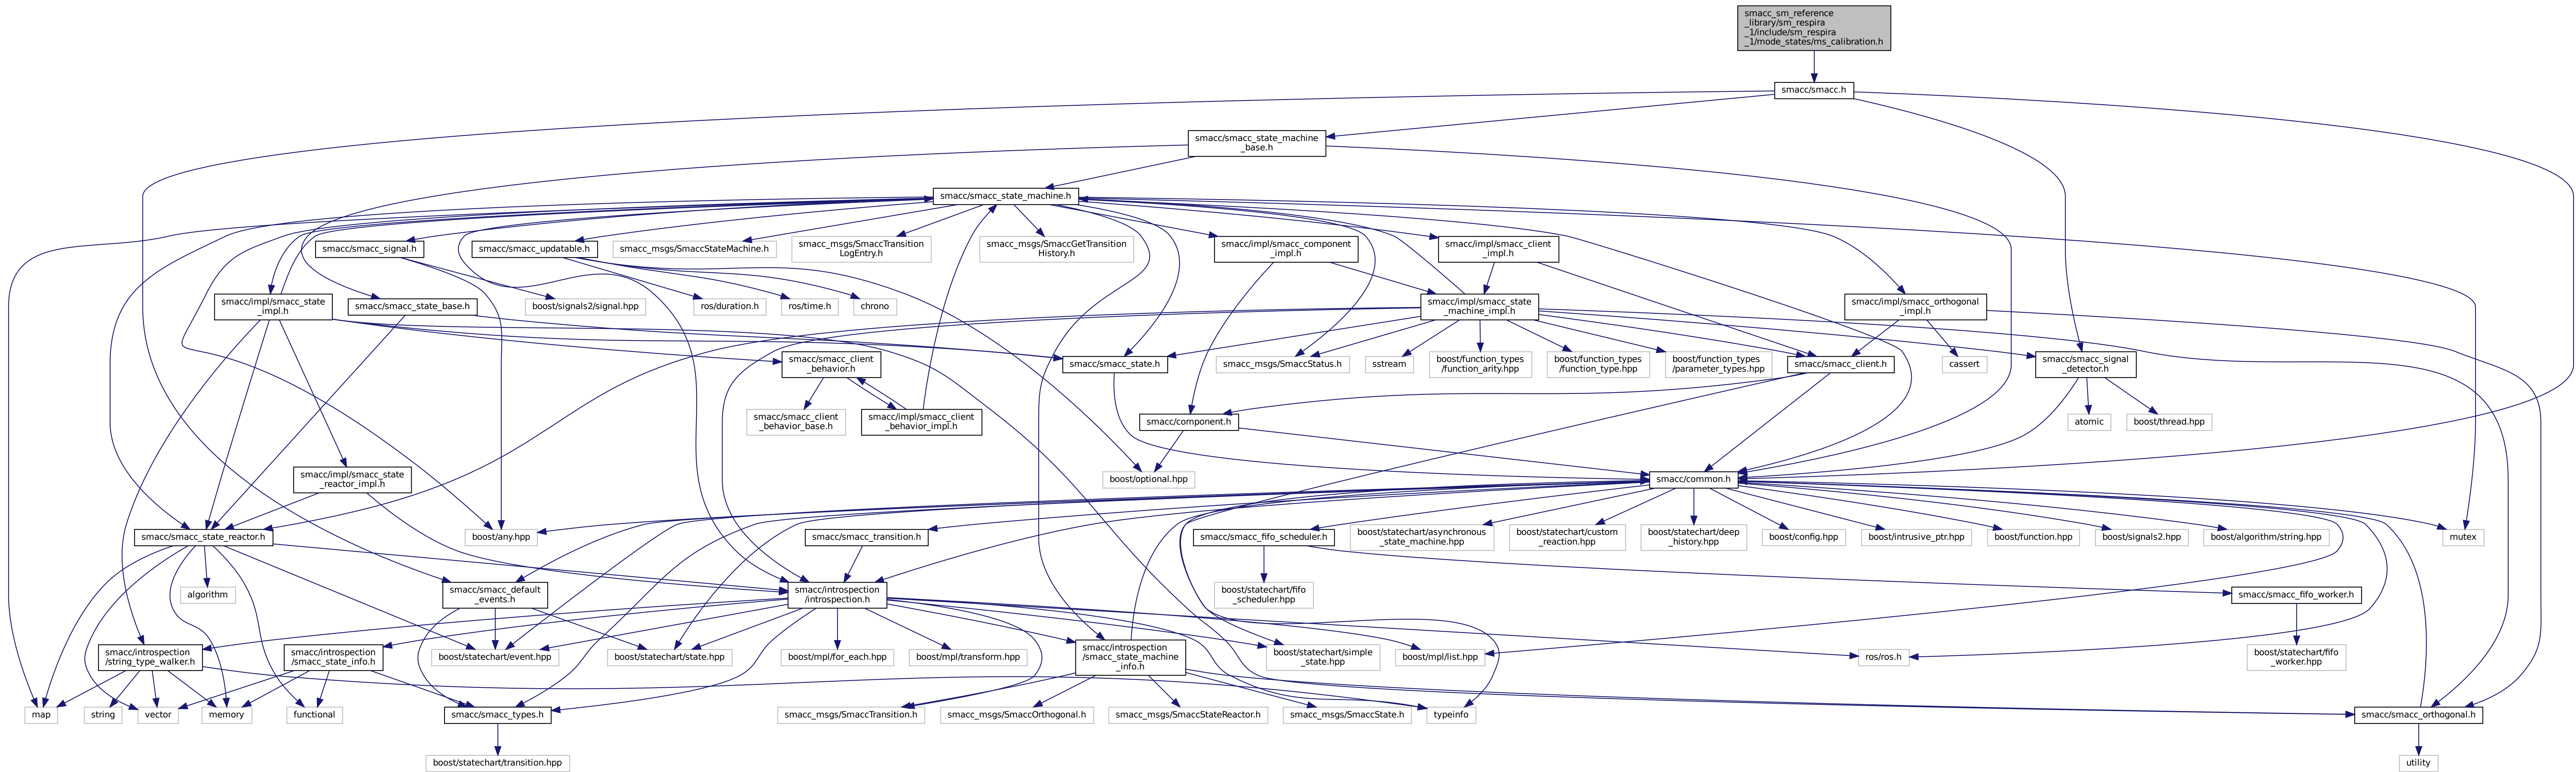 smacc_sm_reference
_library/sm_respira
_1/include/sm_respira
_1/mode_states/ms_calibration.h
smacc/smacc.h
smacc/smacc_state_machine
_base.h
smacc/smacc_state_machine.h
smacc/smacc_signal.h
smacc/smacc_updatable.h
smacc_msgs/SmaccStateMachine.h
smacc_msgs/SmaccTransition
LogEntry.h
smacc_msgs/SmaccGetTransition
History.h
smacc/impl/smacc_component
_impl.h
smacc/impl/smacc_client
_impl.h
smacc/impl/smacc_state
_impl.h
smacc/smacc_state_base.h
boost/signals2/signal.hpp
ros/duration.h
ros/time.h
chrono
smacc/impl/smacc_state
_machine_impl.h
smacc/impl/smacc_orthogonal
_impl.h
smacc/smacc_client
_behavior.h
smacc/smacc_state.h
smacc_msgs/SmaccStatus.h
sstream
boost/function_types
/function_arity.hpp
boost/function_types
/function_type.hpp
boost/function_types
/parameter_types.hpp
smacc/smacc_client.h
cassert
smacc/smacc_signal
_detector.h
smacc/smacc_client
_behavior_base.h
smacc/impl/smacc_client
_behavior_impl.h
smacc/component.h
atomic
boost/thread.hpp
smacc/impl/smacc_state
_reactor_impl.h
boost/optional.hpp
smacc/common.h
smacc/smacc_state_reactor.h
boost/any.hpp
smacc/smacc_transition.h
smacc/smacc_fifo_scheduler.h
boost/statechart/asynchronous
_state_machine.hpp
boost/statechart/custom
_reaction.hpp
boost/statechart/deep
_history.hpp
boost/config.hpp
boost/intrusive_ptr.hpp
boost/function.hpp
boost/signals2.hpp
boost/algorithm/string.hpp
mutex
algorithm
smacc/smacc_default
_events.h
smacc/introspection
/introspection.h
boost/statechart/fifo
_scheduler.hpp
smacc/smacc_fifo_worker.h
smacc/introspection
/string_type_walker.h
smacc/introspection
/smacc_state_info.h
boost/statechart/event.hpp
boost/statechart/state.hpp
boost/mpl/for_each.hpp
boost/mpl/transform.hpp
smacc/introspection
/smacc_state_machine
_info.h
boost/statechart/simple
_state.hpp
boost/mpl/list.hpp
ros/ros.h
boost/statechart/fifo
_worker.hpp
map
string
vector
memory
functional
smacc/smacc_types.h
smacc_msgs/SmaccTransition.h
smacc_msgs/SmaccOrthogonal.h
smacc_msgs/SmaccStateReactor.h
smacc_msgs/SmaccState.h
typeinfo
smacc/smacc_orthogonal.h
boost/statechart/transition.hpp
utility